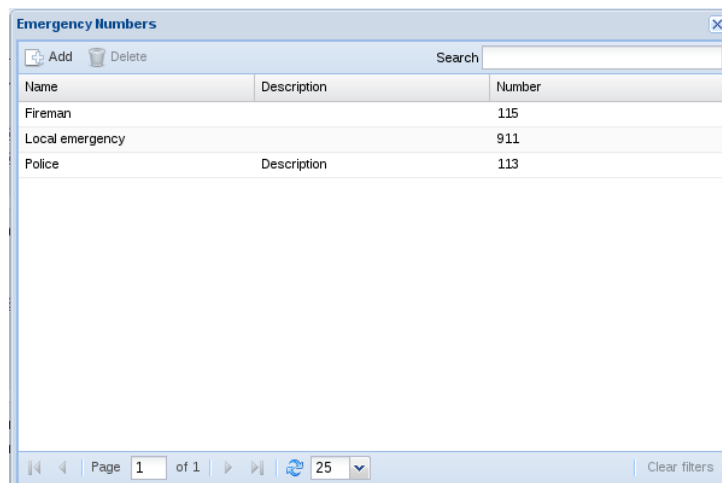 Emergency Numbers
Add Delete Search
Name Description Number
Fireman 115
Local emergency 911
Police Description 113
Page 1 of 1 25 Clear filters